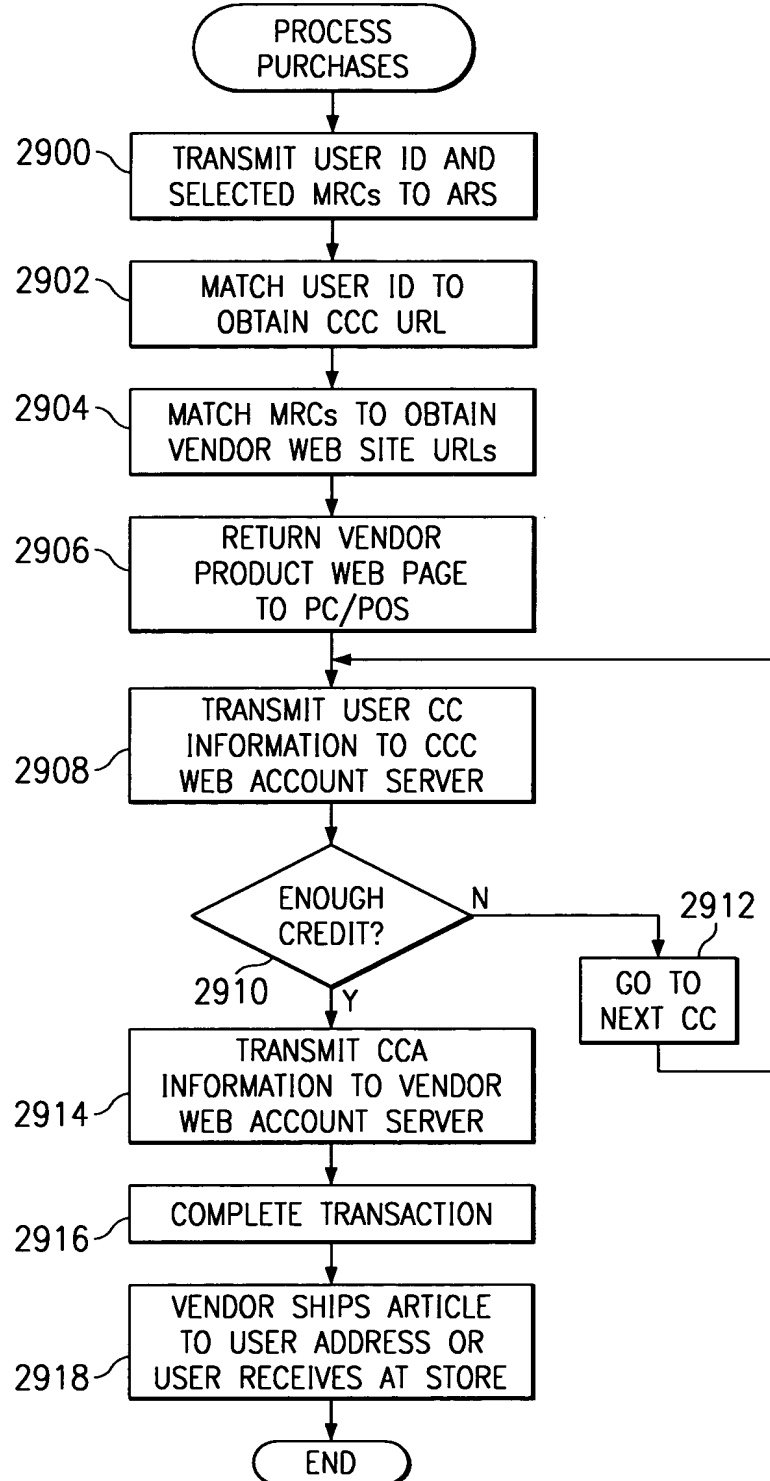 PROCESS
PURCHASES
2900
TRANSMIT USER ID AND
SELECTED MRCs TO ARS
2902
MATCH USER ID TO
OBTAIN CCC URL
2904
MATCH MRCs TO OBTAIN
VENDOR WEB SITE URLs
2906
RETURN VENDOR
PRODUCT WEB PAGE
TO PC/POS
2908
TRANSMIT USER CC
INFORMATION TO CCC
WEB ACCOUNT SERVER
ENOUGH
CREDIT?
2910
N
Y
2912
GO TO
NEXT CC
2914
TRANSMIT CCA
INFORMATION TO VENDOR
WEB ACCOUNT SERVER
2916
COMPLETE TRANSACTION
2918
VENDOR SHIPS ARTICLE
TO USER ADDRESS OR
USER RECEIVES AT STORE
END